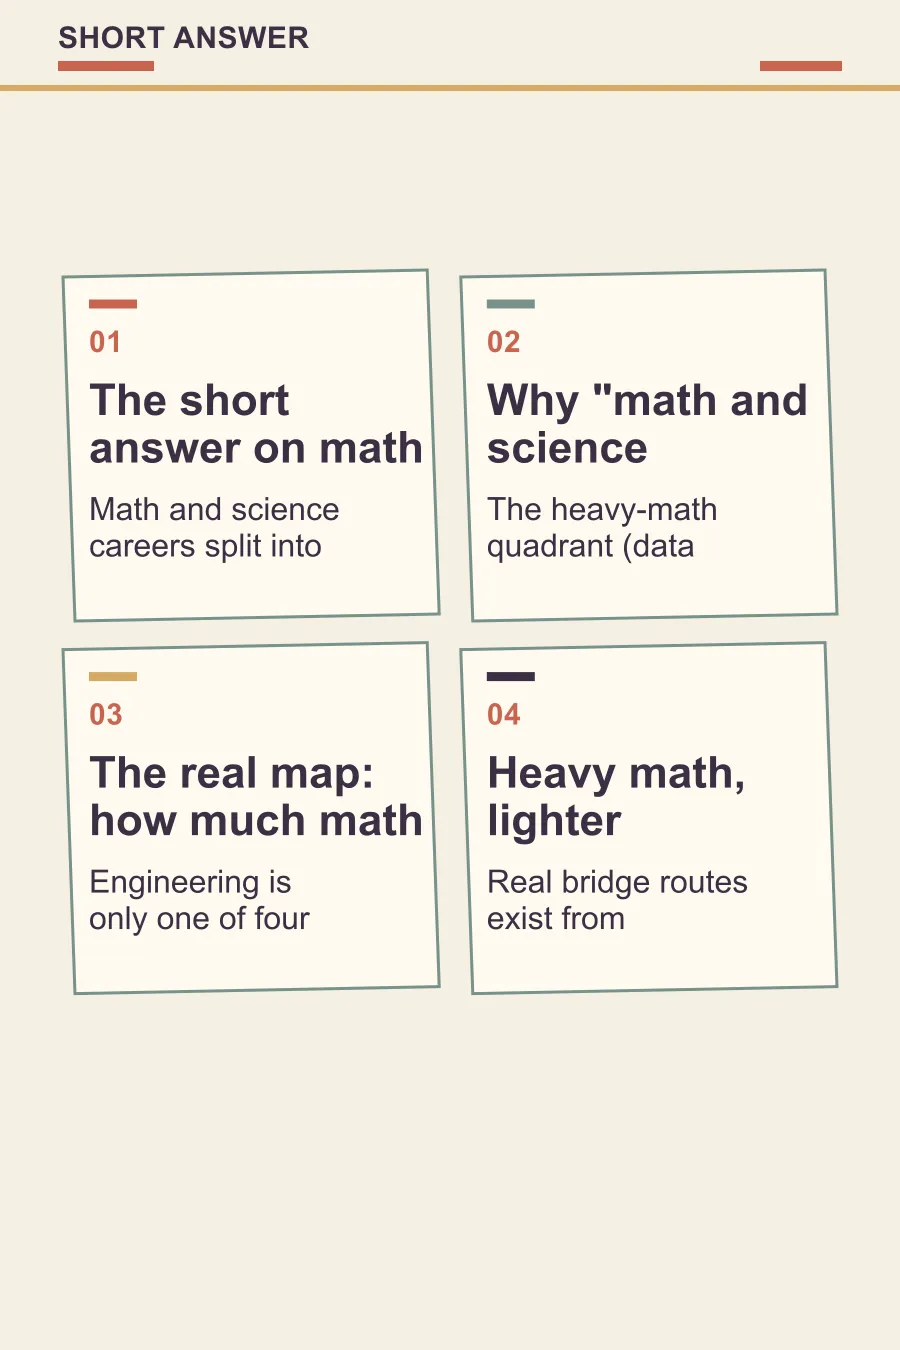 SHORT ANSWER
01
The short
answer on math
Math and science
careers split into
02
Why "math and
science
The heavy-math
quadrant (data
03
The real map:
how much math
Engineering is
only one of four
04
Heavy math,
lighter
Real bridge routes
exist from